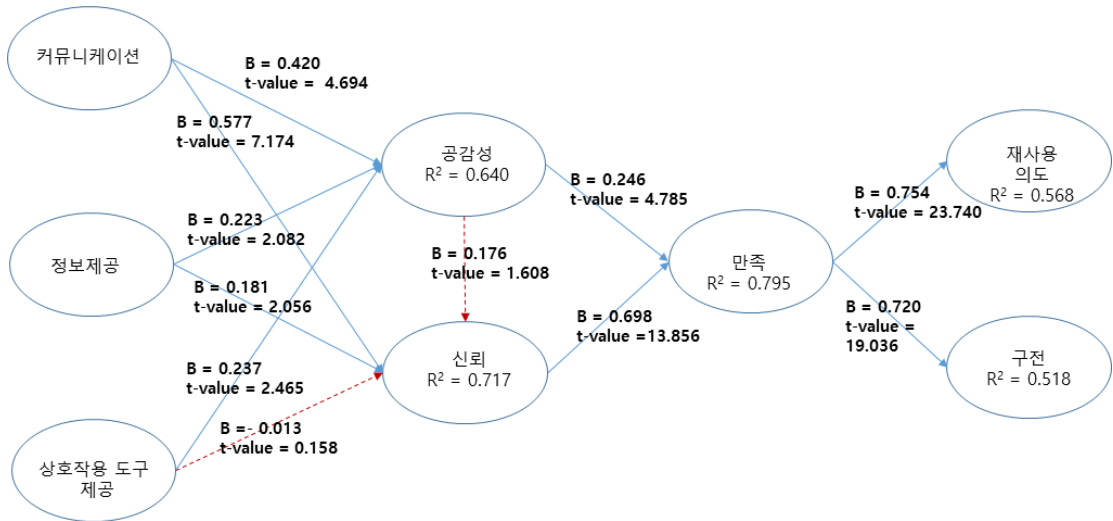 커뮤니케이션
B = 0.420
t-value =  4.694
B = 0.577
t-value = 7.174
공감성
R² = 0.640
재사용
의도
R² = 0.568
B = 0.246
t-value = 4.785
B = 0.754
t-value = 23.740
B = 0.223
t-value = 2.082
정보제공
B = 0.176
t-value = 1.608
만족
R² = 0.795
B = 0.181
t-value = 2.056
B = 0.698
t-value =13.856
B = 0.720
t-value =
19.036
신뢰
R² = 0.717
구전
R² = 0.518
B = 0.237
t-value = 2.465
B =- 0.013
t-value = 0.158
상호작용 도구
제공